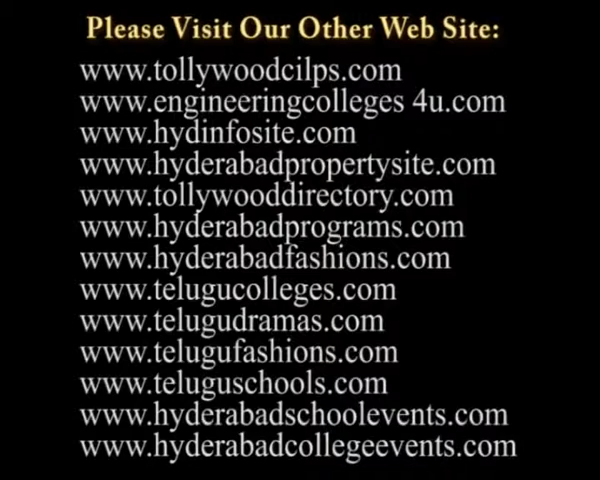 Please Visit Our Other Web Site:
www.tollywoodcilps.com
www.engineeringcolleges 4u.com
www.hydinfosite.com
www.hyderabadpropertysite.com
www.tollywooddirectory.com
www.hyderabadprograms.com
www.hyderabadfashions.com
www.telugucolleges.com
www.telugudramas.com
www.telugufashions.com
www.teluguschools.com
www.hyderabadschoolevents.com
www.hyderabadcollegeevents.com